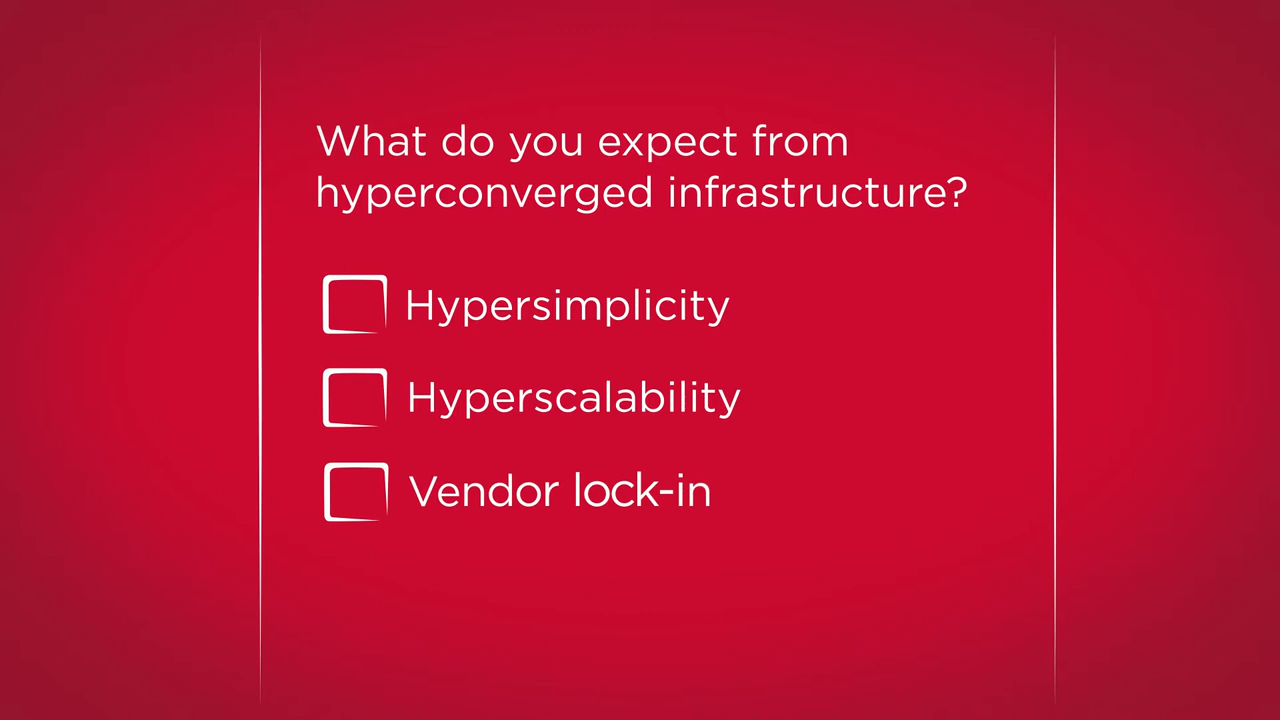 What do you expect from
hyperconverged infrastructure?
Hypersimplicity
Hyperscalability
Vendor lock-in